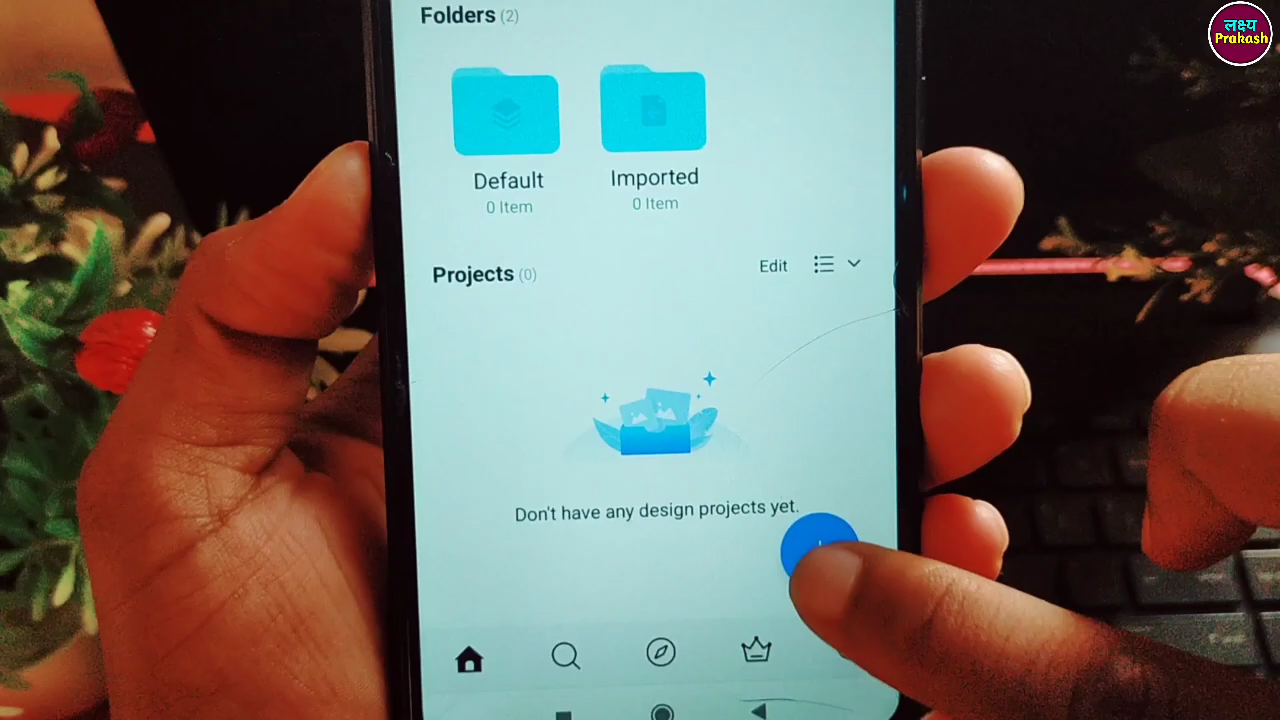 लक्ष्य
Prakash
Folders (2)
Default
0 Item
Imported
0 Item
Projects (0)
Edit
Don't have any design projects yet.